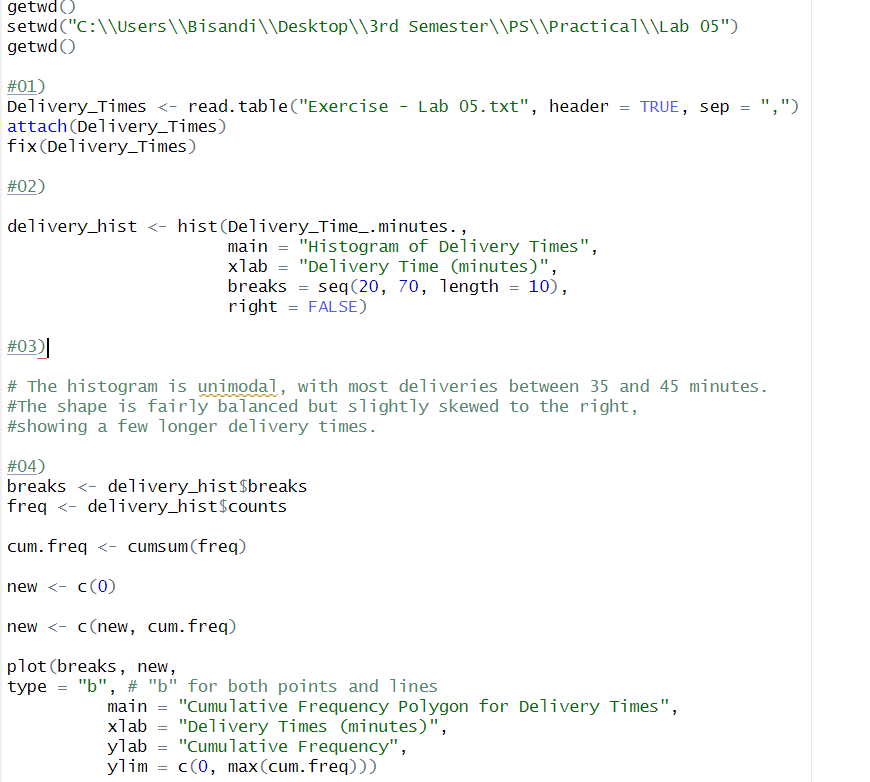 getwd()
setwd("C:\\Users\\Bisandi\\Desktop\\3rd Semester\\PS\\Practical\\Lab 05")
getwd()
#01)
Delivery_Times <- read.table("Exercise - Lab 05.txt", header = TRUE, sep = ",")
attach(Delivery_Times)
fix(Delivery_Times)
#02)
delivery_hist <- hist(Delivery_Time_.minutes.,
main = "Histogram of Delivery Times",
xlab = "Delivery Time (minutes)",
breaks = seq(20, 70, length = 10),
right = FALSE)
#03)
# The histogram is unimodal, with most deliveries between 35 and 45 minutes.
#The shape is fairly balanced but slightly skewed to the right,
#showing a few longer delivery times.
#04)
breaks <- delivery_hist$breaks
freq <- delivery_hist$counts
cum.freq <- cumsum(freq)
new <- c(0)
new <- c(new, cum.freq)
plot(breaks, new,
type = "b", # "b" for both points and lines
main = "Cumulative Frequency Polygon for Delivery Times",
xlab = "Delivery Times (minutes)",
ylab = "Cumulative Frequency",
ylim = c(0, max(cum.freq)))